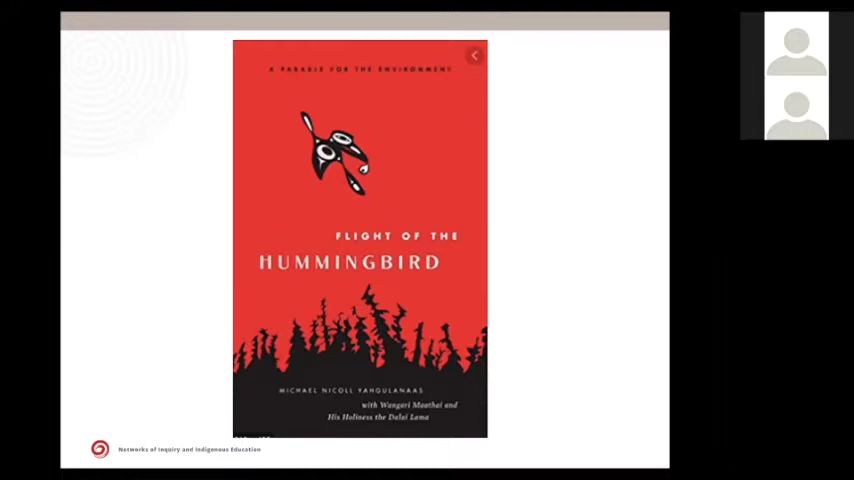 A PARABLE FOR THE ENVIRONMENT
FLIGHT OF THE
HUMMINGBIRD
MICHAEL NICOLL YAHGULANAAS
with Wangari Maathai and
His Holiness the Dalai Lama
Networks of Inquiry and Indigenous Education